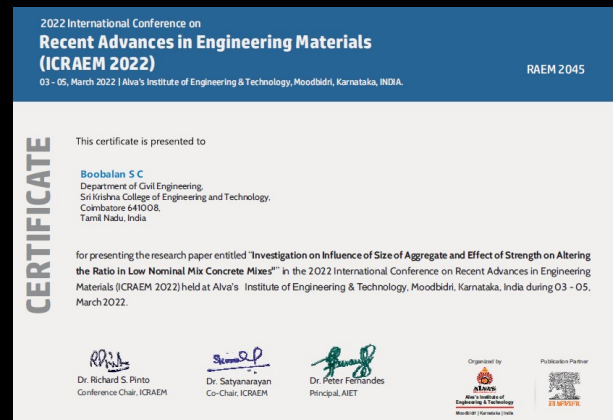 2022 International Conference on
Recent Advances in Engineering Materials
(ICRAEM 2022)
RAEM 2045
03 - 05, March 2022 | Alva's Institute of Engineering & Technology, Moodbidri, Karnataka, INDIA.
CERTIFICATE
This certificate is presented to
Boobalan S C
Department of Civil Engineering,
Sri Krishna College of Engineering and Technology,
Coimbatore 641008,
Tamil Nadu, India
for presenting the research paper entitled "Investigation on Influence of Size of Aggregate and Effect of Strength on Altering
the Ratio in Low Nominal Mix Concrete Mixes"" in the 2022 International Conference on Recent Advances in Engineering
Materials (ICRAEM 2022) held at Alva's Institute of Engineering & Technology, Moodbidri, Karnataka, India during 03 - 05,
March 2022.
Dr. Richard S. Pinto
Conference Chair, ICRAEM
Dr. Satyanarayan
Co-Chair, ICRAEM
Dr. Peter Fernandes
Principal, AIET
Organized by
ALVA'S
Alva's Institute of
Engineering & Technology
Moodbidri | Karnataka | India
Publication Partner
ELSEVIER